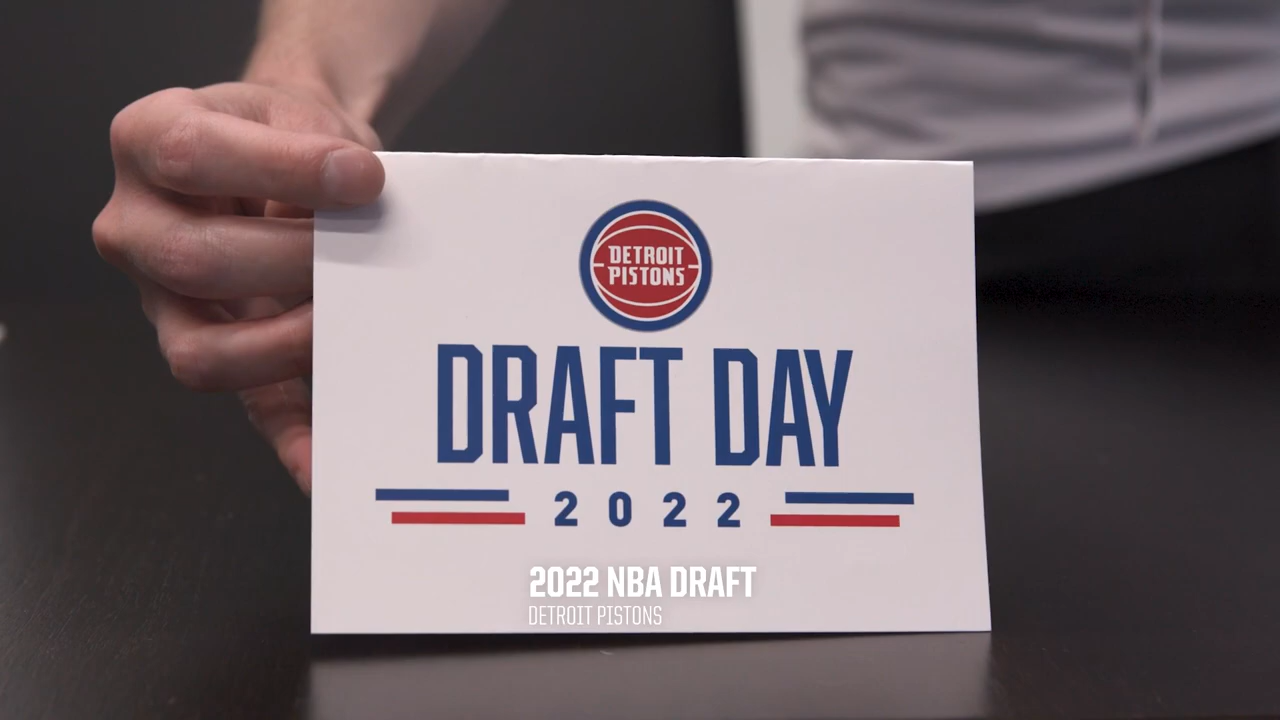 DETROIT
PISTONS
DRAFT DAY
2022
2022 NBA DRAFT
DETROIT PISTONS